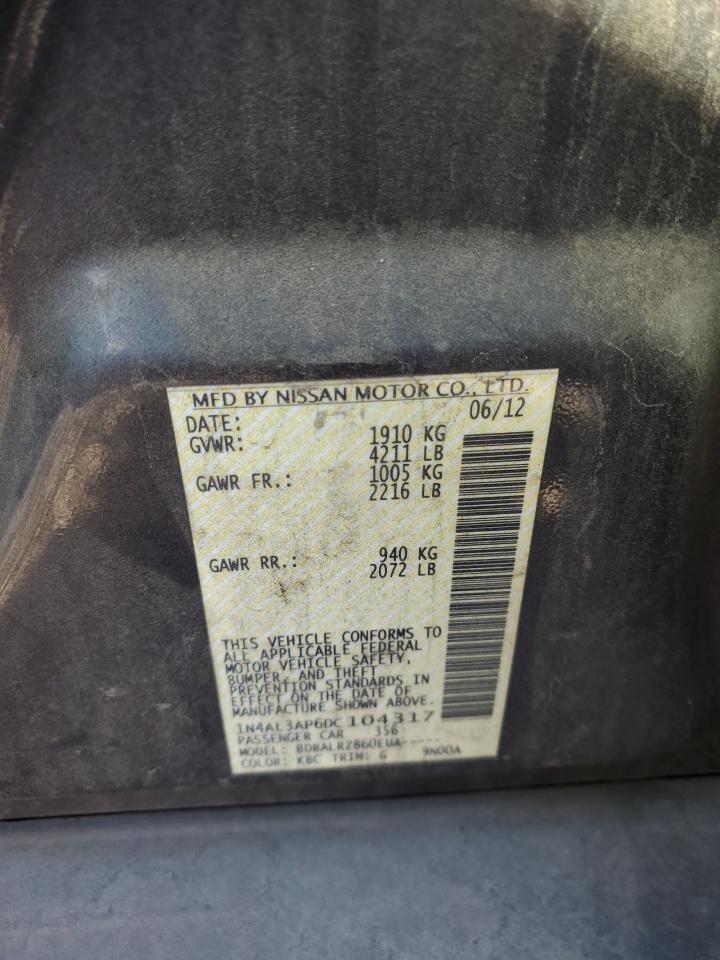 MFD BY NISSAN MOTOR CO., LTD.
DATE: 06/12
GVWR: 1910 KG
4211 LB
GAWR FR.: 1005 KG
2216 LB
GAWR RR.: 940 KG
2072 LB
THIS VEHICLE CONFORMS TO
ALL APPLICABLE FEDERAL
MOTOR VEHICLE SAFETY,
BUMPER, AND THEFT
PREVENTION STANDARDS IN
EFFECT ON THE DATE OF
MANUFACTURE SHOWN ABOVE.
1N4AL3AP6DC104317
PASSENGER CAR 356
MODEL: BDBALRZ860EUA-----
COLOR: KBC TRIM: G 9N00A